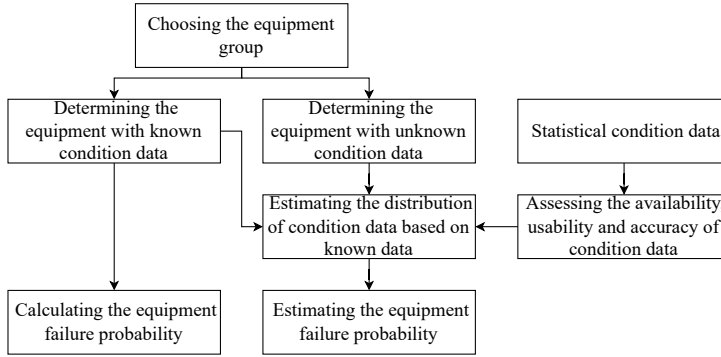 Choosing the equipment
group
Determining the
equipment with known
condition data
Determining the
equipment with unknown
condition data
Statistical condition data
Estimating the distribution
of condition data based on
known data
Assessing the availability,
usability and accuracy of
condition data
Calculating the equipment
failure probability
Estimating the equipment
failure probability